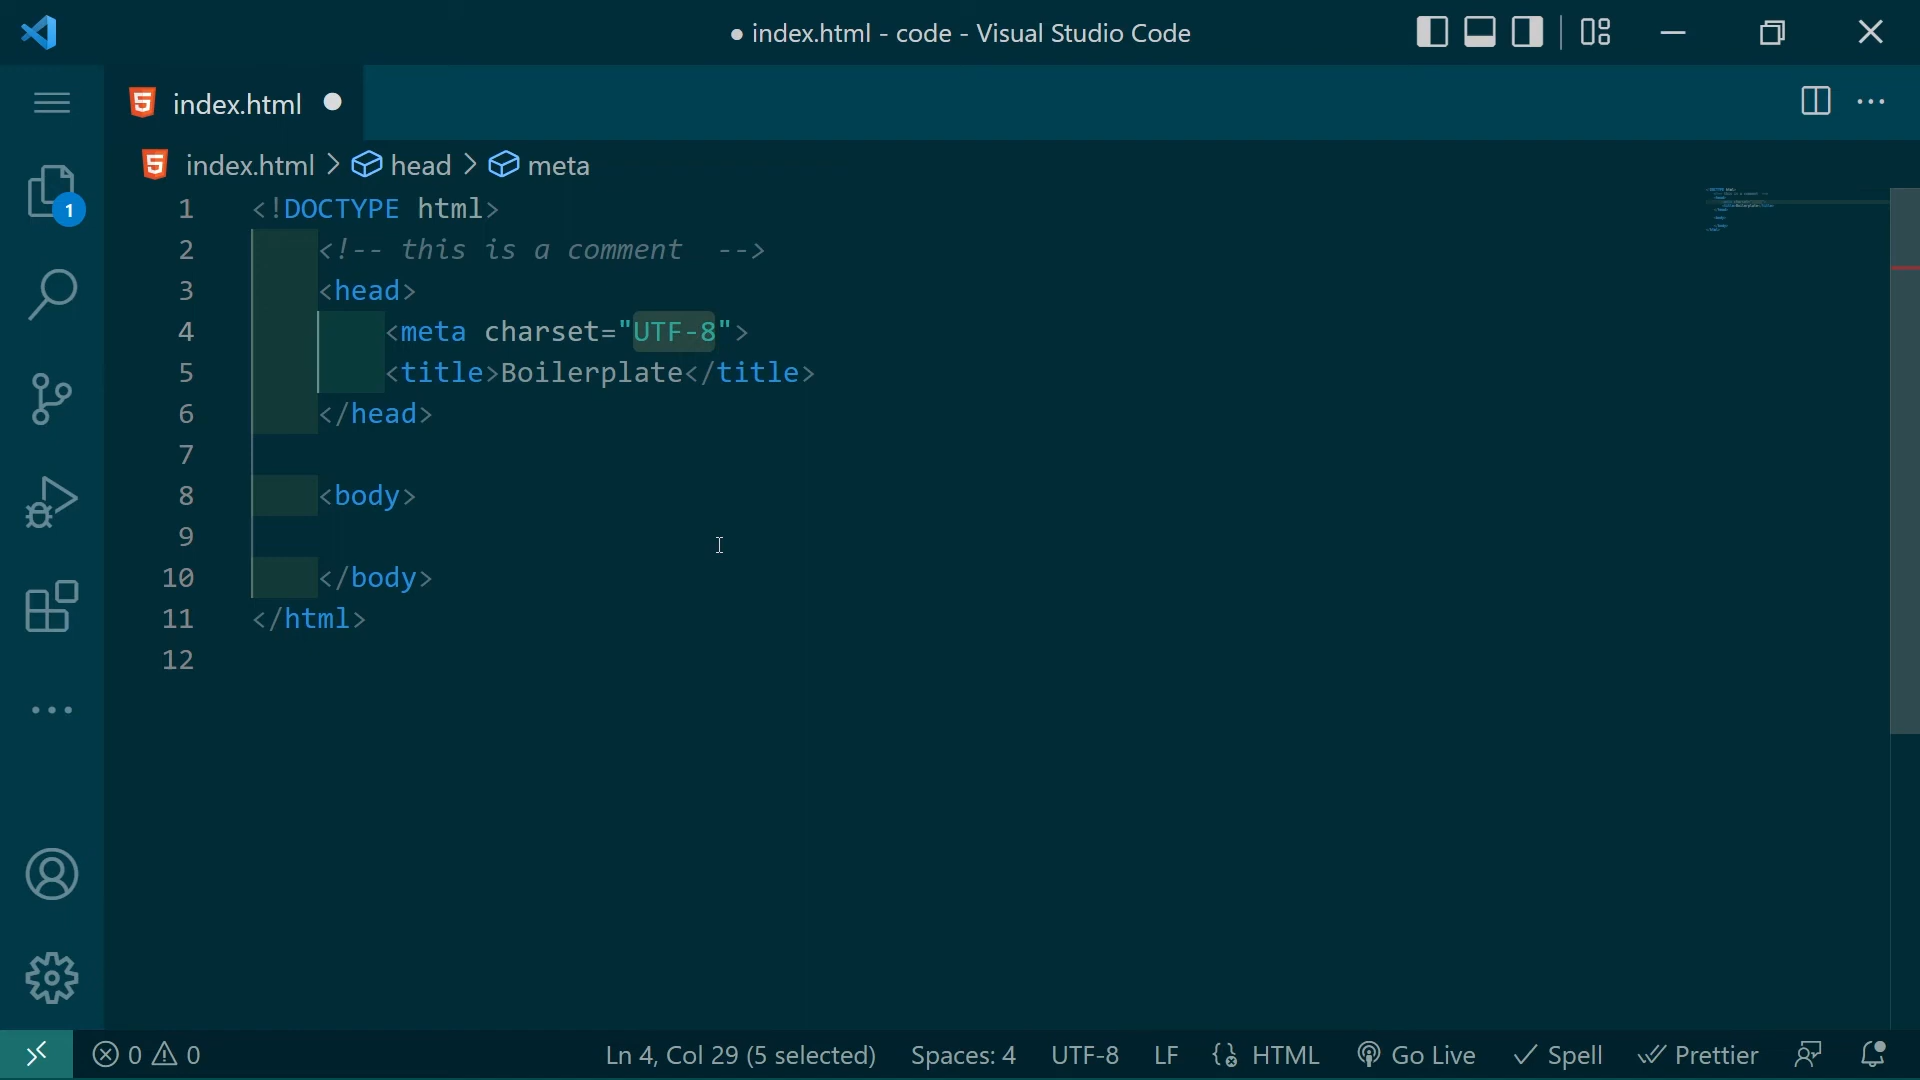 ● index.html - code - Visual Studio Code
index.html ●
index.html > head > meta
1 <!DOCTYPE html>
2 <!-- this is a comment  -->
3 <head>
4 <meta charset="UTF-8">
5 <title>Boilerplate</title>
6 </head>
7
8 <body>
9
10 </body>
11 </html>
12
1
0 0 Ln 4, Col 29 (5 selected) Spaces: 4 UTF-8 LF HTML Go Live Spell Prettier